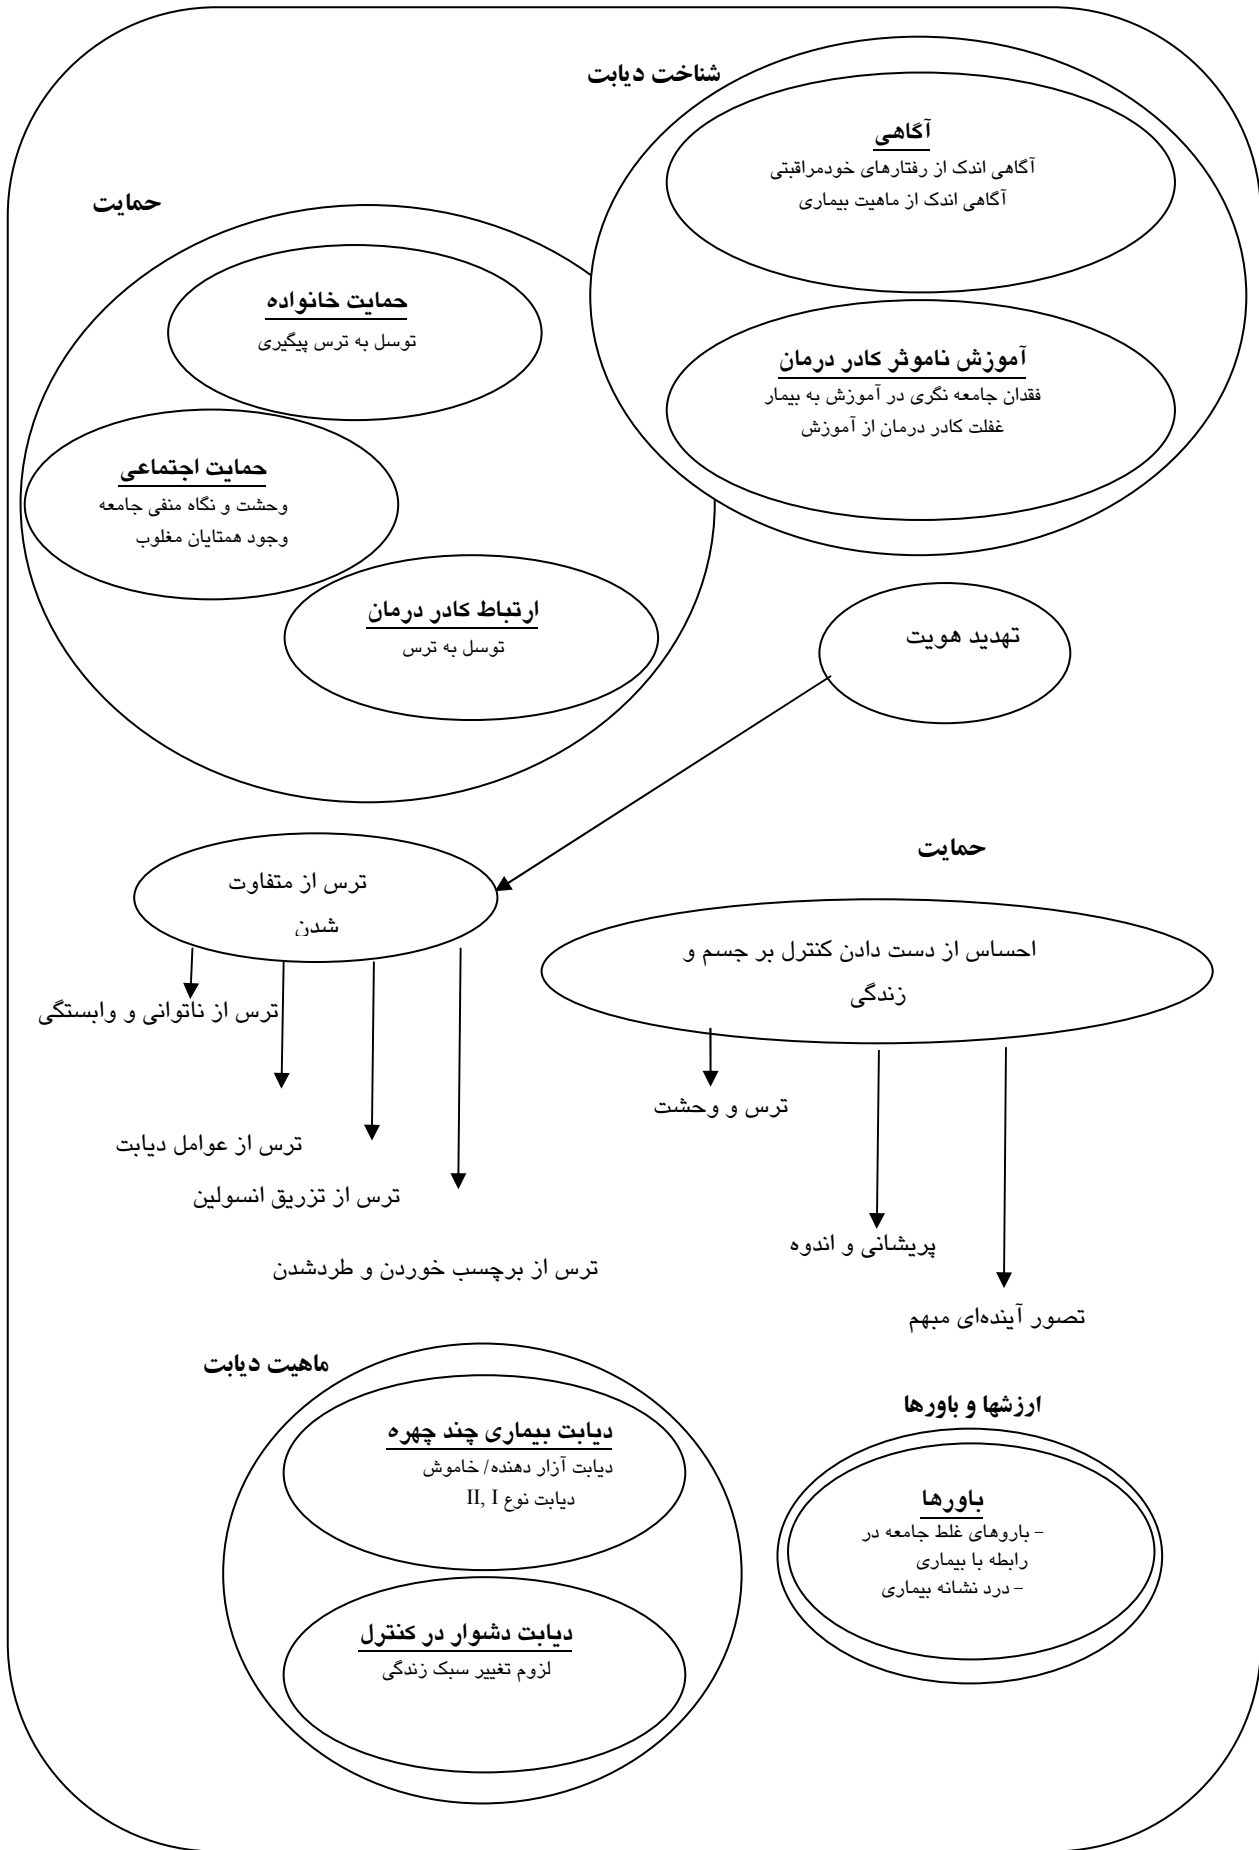 شناخت دیابت
آگاهی
آگاهی اندک از رفتارهای خودمراقبتی
آگاهی اندک از ماهیت بیماری
آموزش ناموثر کادر درمان
فقدان جامعه نگری در آموزش به بیمار
غفلت کادر درمان از آموزش
حمایت
حمایت خانواده
توسل به ترس پیگیری
حمایت اجتماعی
وحشت و نگاه منفی جامعه
وجود همتایان مغلوب
ارتباط کادر درمان
توسل به ترس
تهدید هویت
حمایت
احساس از دست دادن کنترل بر جسم و
زندگی
ترس و وحشت
پریشانی و اندوه
تصور آینده‌ای مبهم
ترس از متفاوت
شدن
ترس از ناتوانی و وابستگی
ترس از عوامل دیابت
ترس از تزریق انسولین
ترس از برچسب خوردن و طردشدن
ارزشها و باورها
باورها
- باروهای غلط جامعه در
رابطه با بیماری
- درد نشانه بیماری
ماهیت دیابت
دیابت بیماری چند چهره
دیابت آزار دهنده/ خاموش
دیابت نوع II, I
دیابت دشوار در کنترل
لزوم تغییر سبک زندگی